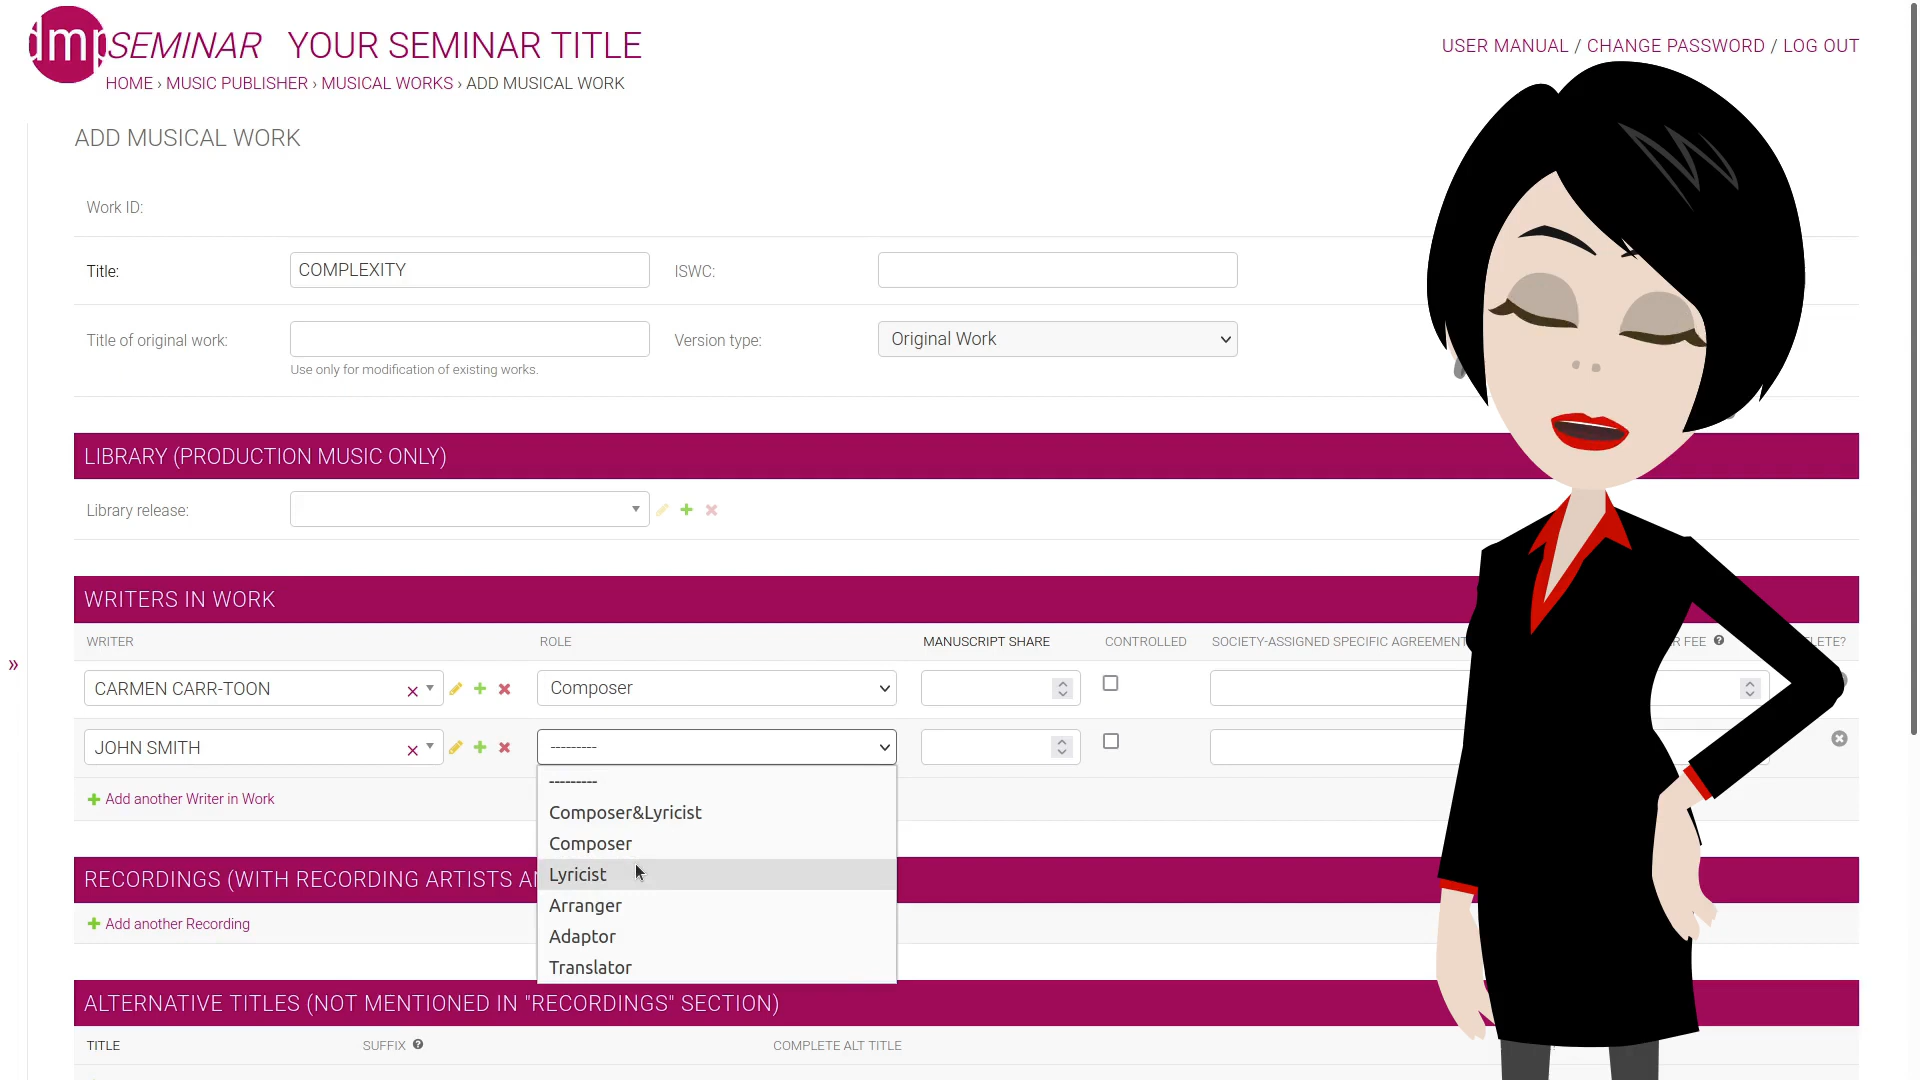 dmp SEMINAR YOUR SEMINAR TITLE
USER MANUAL / CHANGE PASSWORD / LOG OUT
HOME › MUSIC PUBLISHER › MUSICAL WORKS › ADD MUSICAL WORK
ADD MUSICAL WORK
Work ID:
Title: COMPLEXITY ISWC:
Title of original work: Version type: Original Work
Use only for modification of existing works.
LIBRARY (PRODUCTION MUSIC ONLY)
Library release:
WRITERS IN WORK
WRITER ROLE MANUSCRIPT SHARE CONTROLLED SOCIETY-ASSIGNED SPECIFIC AGREEMENT FEE
CARMEN CARR-TOON Composer
JOHN SMITH ---------
---------
Add another Writer in Work
Composer&Lyricist
Composer
Lyricist
Arranger
Adaptor
Translator
RECORDINGS (WITH RECORDING ARTISTS
Add another Recording
ALTERNATIVE TITLES (NOT MENTIONED IN "RECORDINGS" SECTION)
TITLE SUFFIX COMPLETE ALT TITLE